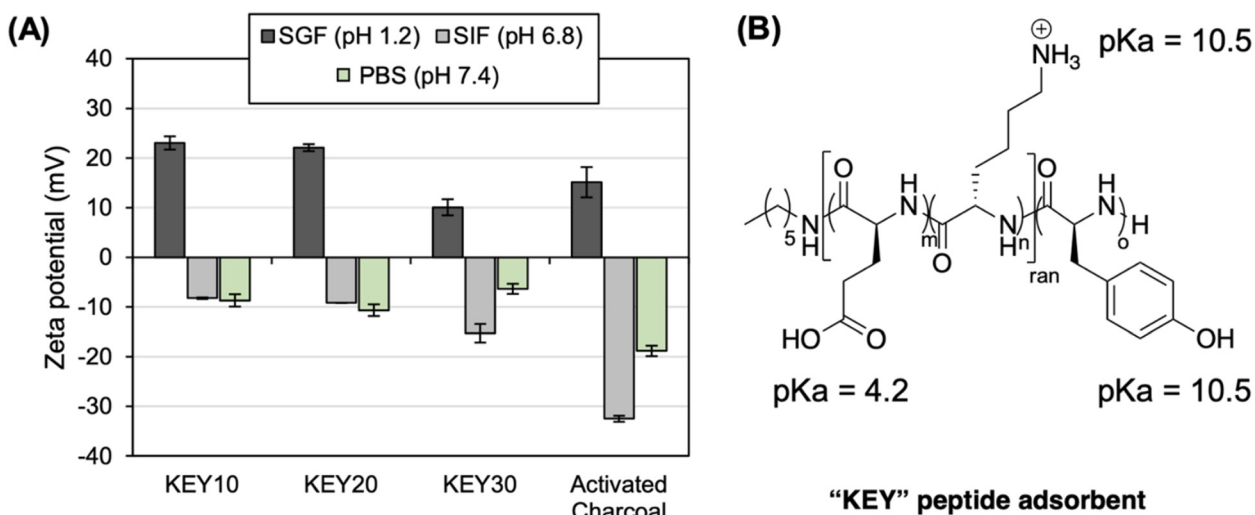 (A)
SGF (pH 1.2) SIF (pH 6.8)
PBS (pH 7.4)
Zeta potential (mV)
40
30
20
10
0
-10
-20
-30
-40
KEY10 KEY20 KEY30 Activated
Charcoal
(B)
NH3 pKa = 10.5
+
O H O H
N N
( )5 N H ( )m ( )n ran ( )o H
H O N
H
HO O OH
pKa = 4.2 pKa = 10.5
“KEY” peptide adsorbent